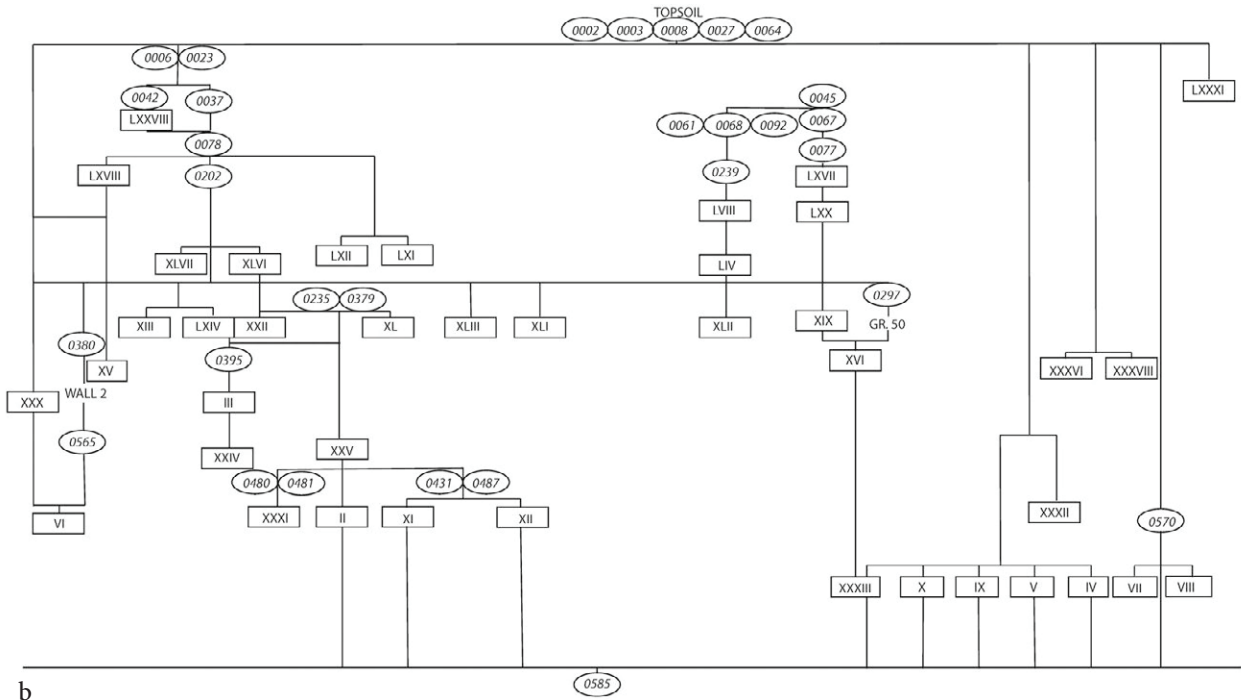 TOPSOIL
0002 0003 0008 0027 0064
0006 0023
0042 0037
LXXVIII
0078
LXVIII 0202
0045
0061 0068 0092 0067
0077
0239 LXVII
LVIII LXX
LXXXI
XLVII XLVI LXII LXI LIV
0235 0379 0297
XIII LXIV XXII XL XLIII XLI XLII XIX GR. 50
0380 XV 0395 XVI XXXVI XXXVIII
XXX WALL 2 III
0565 XXIV XXV
0480 0481 0431 0487
VI XXXI II XI XII XXXII 0570
XXXIII X IX V IV VII VIII
0585
b